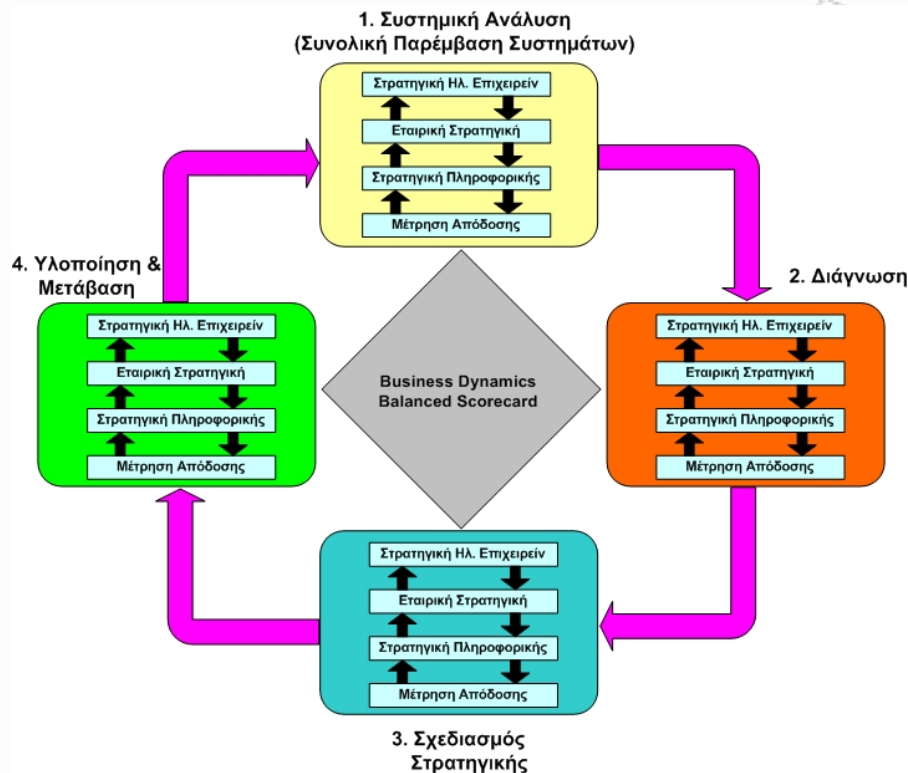 1. Συστημική Ανάλυση
(Συνολική Παρέμβαση Συστημάτων)
Στρατηγική Ηλ. Επιχειρείν
Εταιρική Στρατηγική
Στρατηγική Πληροφορικής
Μέτρηση Απόδοσης
4. Υλοποίηση &
Μετάβαση
Στρατηγική Ηλ. Επιχειρείν
Εταιρική Στρατηγική
Στρατηγική Πληροφορικής
Μέτρηση Απόδοσης
Business Dynamics
Balanced Scorecard
2. Διάγνωση
Στρατηγική Ηλ. Επιχειρείν
Εταιρική Στρατηγική
Στρατηγική Πληροφορικής
Μέτρηση Απόδοσης
Στρατηγική Ηλ. Επιχειρείν
Εταιρική Στρατηγική
Στρατηγική Πληροφορικής
Μέτρηση Απόδοσης
3. Σχεδιασμός
Στρατηγικής